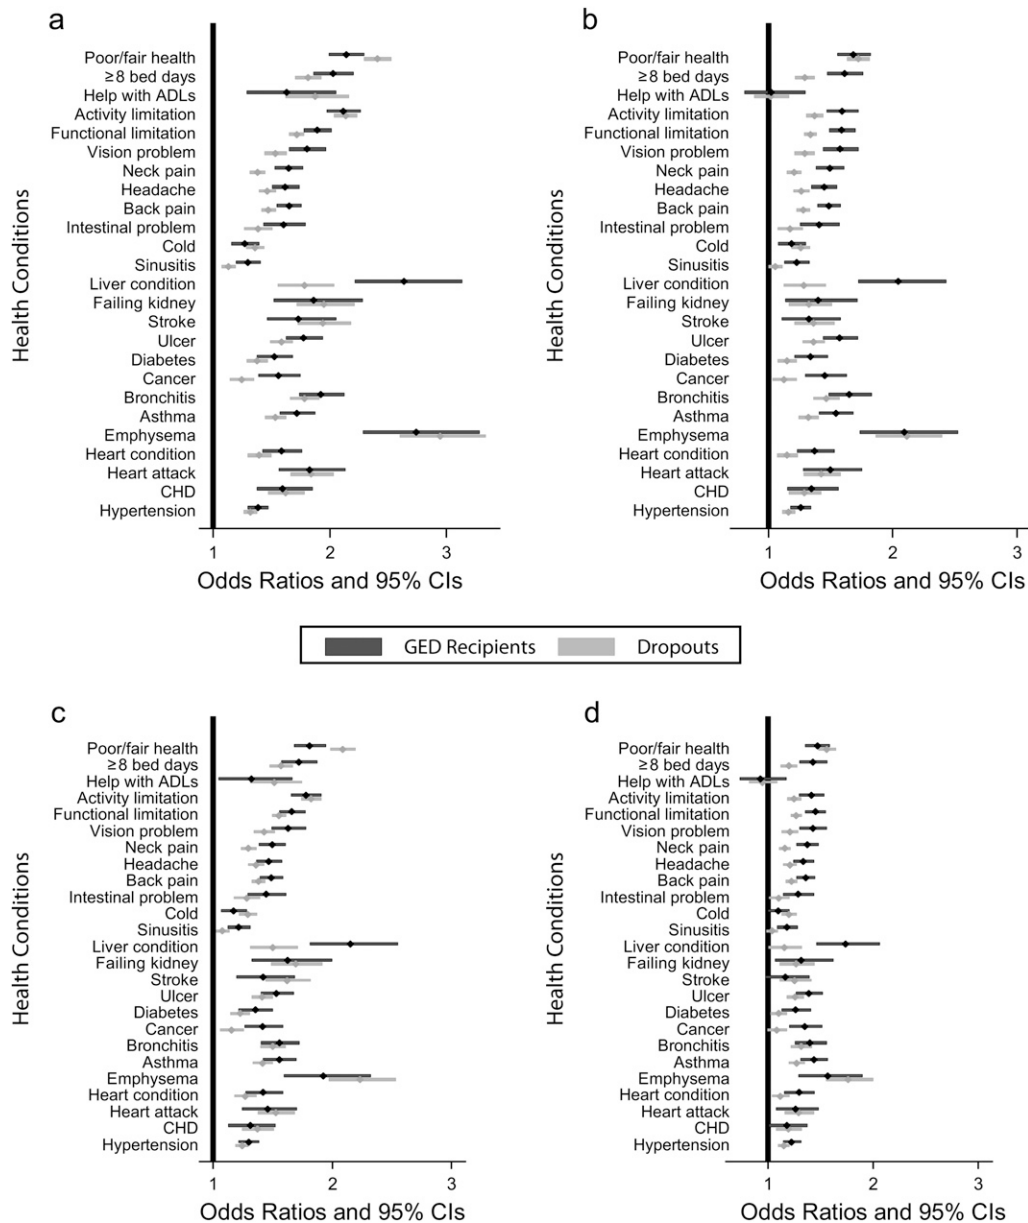 a
Poor/fair health
≥8 bed days
Help with ADLs
Activity limitation
Functional limitation
Vision problem
Neck pain
Headache
Back pain
Intestinal problem
Cold
Sinusitis
Liver condition
Failing kidney
Stroke
Ulcer
Diabetes
Cancer
Bronchitis
Asthma
Emphysema
Heart condition
Heart attack
CHD
Hypertension
Health Conditions
1 2 3
Odds Ratios and 95% CIs
b
Poor/fair health
≥8 bed days
Help with ADLs
Activity limitation
Functional limitation
Vision problem
Neck pain
Headache
Back pain
Intestinal problem
Cold
Sinusitis
Liver condition
Failing kidney
Stroke
Ulcer
Diabetes
Cancer
Bronchitis
Asthma
Emphysema
Heart condition
Heart attack
CHD
Hypertension
Health Conditions
1 2 3
Odds Ratios and 95% CIs
GED Recipients Dropouts
c
Poor/fair health
≥8 bed days
Help with ADLs
Activity limitation
Functional limitation
Vision problem
Neck pain
Headache
Back pain
Intestinal problem
Cold
Sinusitis
Liver condition
Failing kidney
Stroke
Ulcer
Diabetes
Cancer
Bronchitis
Asthma
Emphysema
Heart condition
Heart attack
CHD
Hypertension
Health Conditions
1 2 3
Odds Ratios and 95% CIs
d
Poor/fair health
≥8 bed days
Help with ADLs
Activity limitation
Functional limitation
Vision problem
Neck pain
Headache
Back pain
Intestinal problem
Cold
Sinusitis
Liver condition
Failing kidney
Stroke
Ulcer
Diabetes
Cancer
Bronchitis
Asthma
Emphysema
Heart condition
Heart attack
CHD
Hypertension
Health Conditions
1 2 3
Odds Ratios and 95% CIs